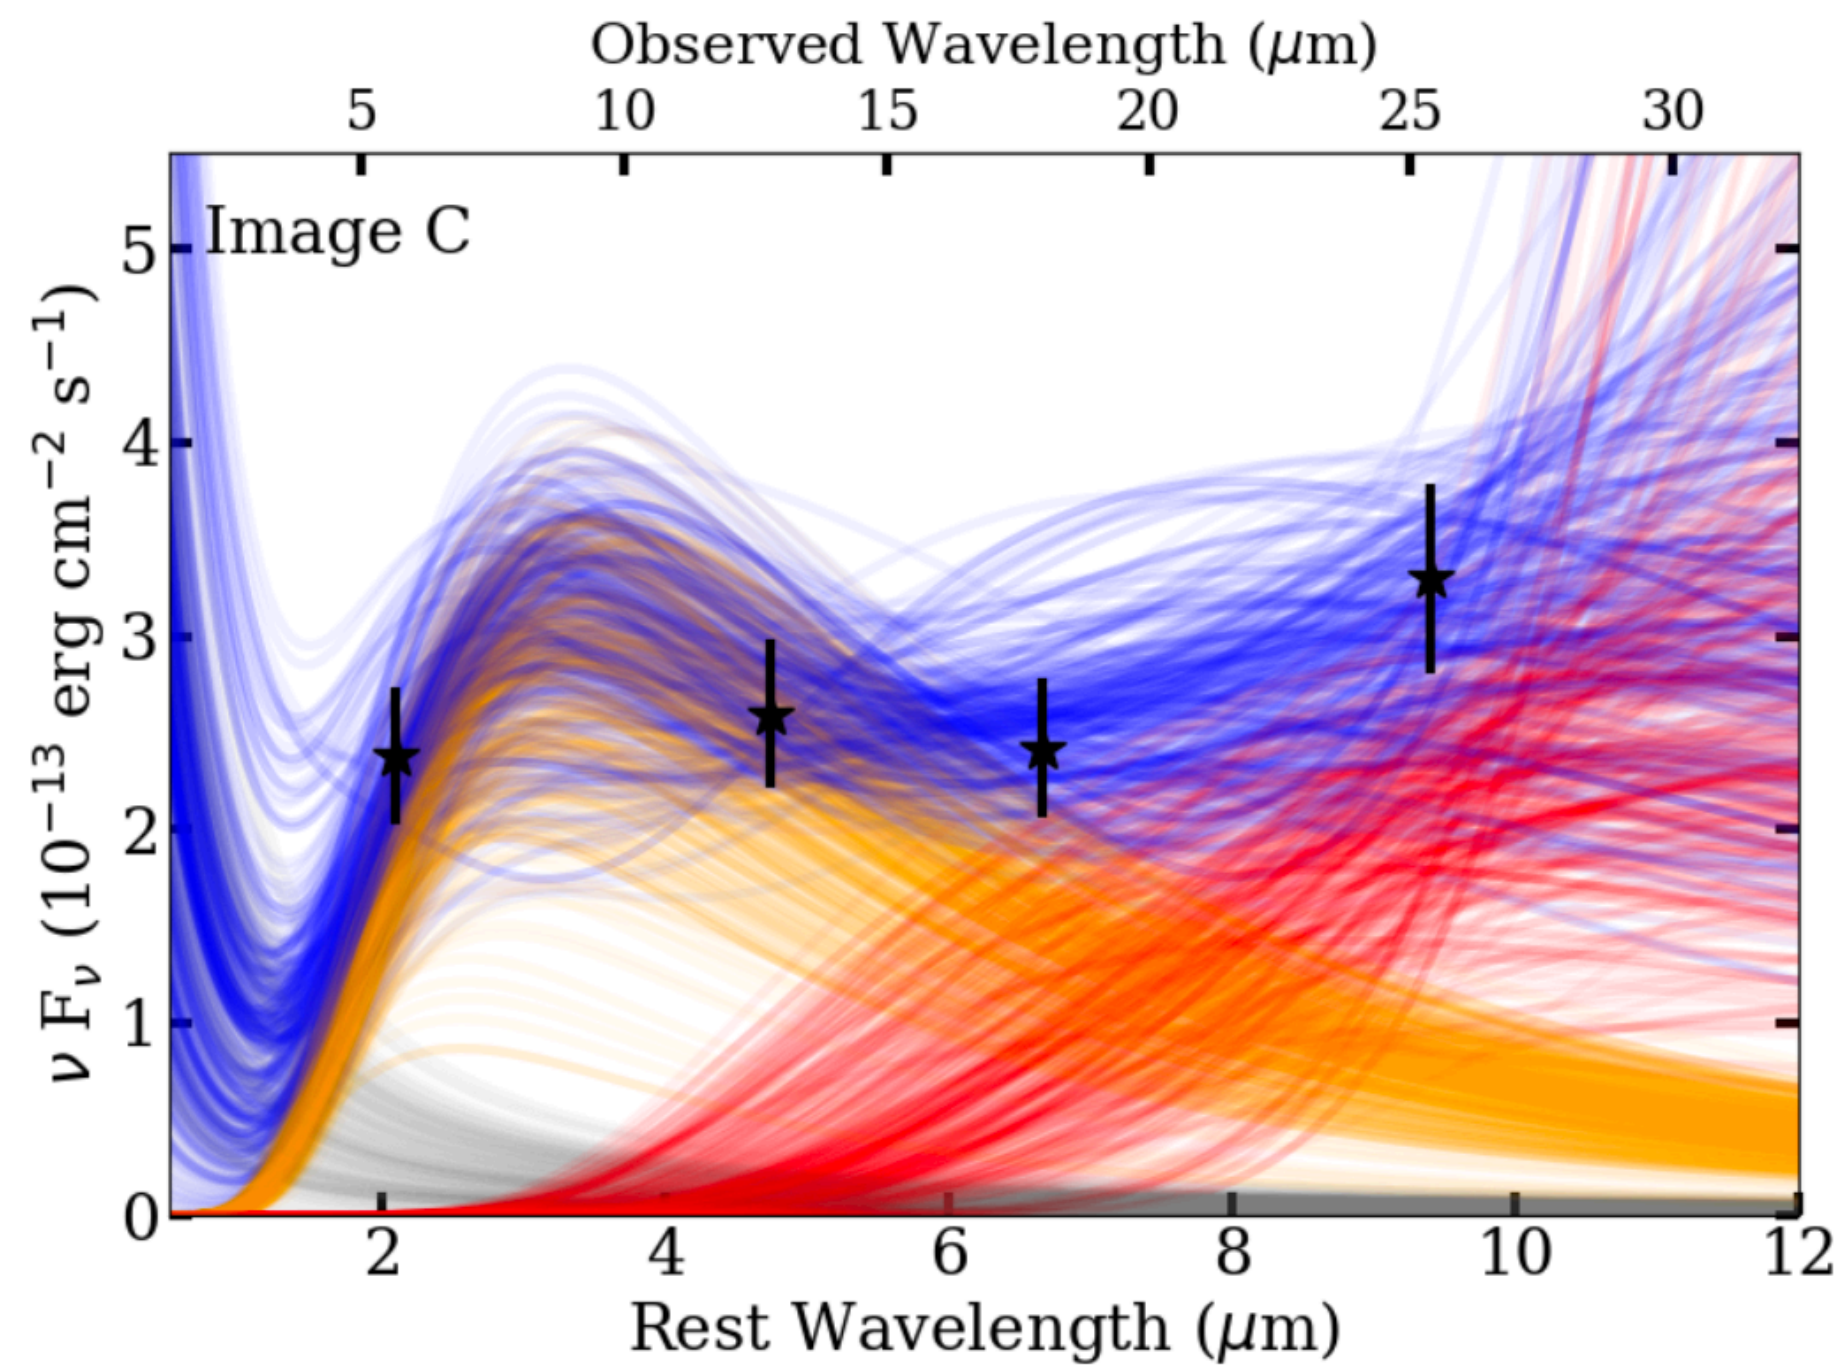 Observed Wavelength (μm)
5 10 15 20 25 30
Image C
5
4
3
2
1
0
ν Fν (10⁻¹³ erg cm⁻² s⁻¹)
2 4 6 8 10 12
Rest Wavelength (μm)